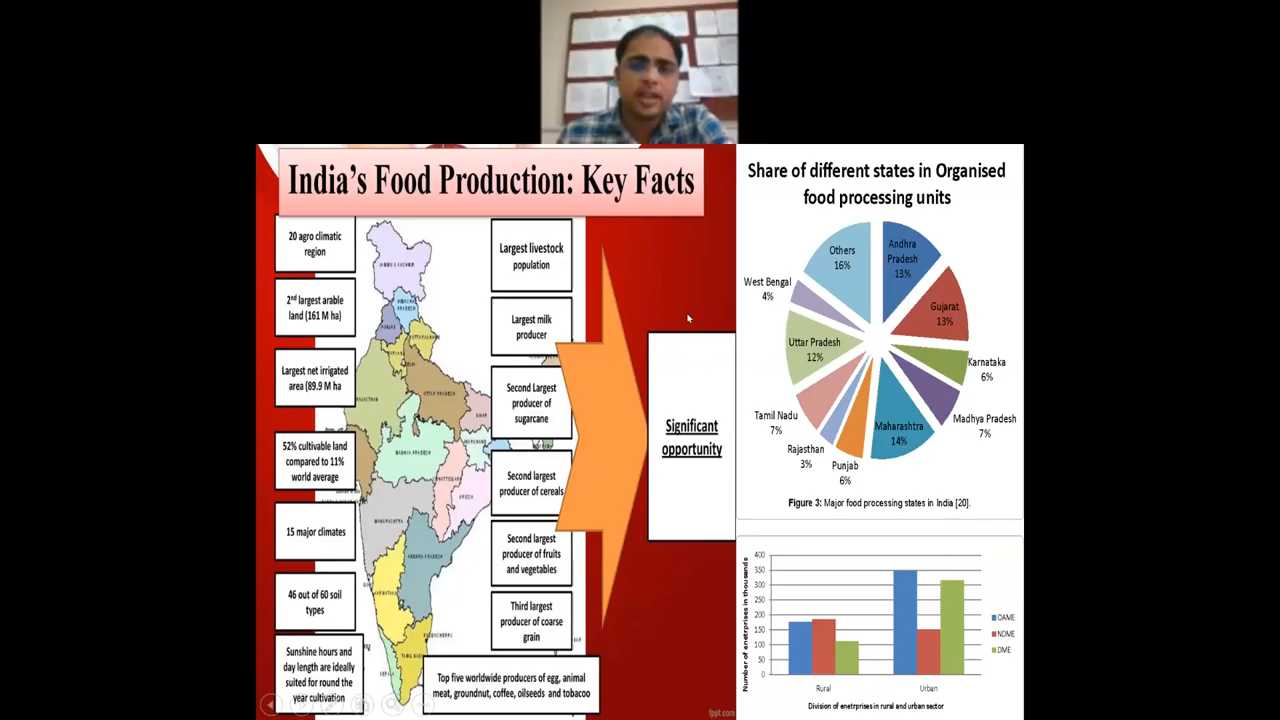 India's Food Production: Key Facts
20 agro climatic
region
2nd largest arable
land (161 M ha)
Largest net irrigated
area (89.9 M ha
52% cultivable land
compared to 11%
world average
15 major climates
46 out of 60 soil
types
Sunshine hours and
day length are ideally
suited for round the
year cultivation
Largest livestock
population
Largest milk
producer
Second Largest
producer of
sugarcane
Second largest
producer of cereals
Second largest
producer of fruits
and vegetables
Third largest
producer of coarse
grain
Top five worldwide producers of egg, animal
meat, groundnut, coffee, oilseeds and tobacoo
Significant
opportunity
fppt.com
Share of different states in Organised
food processing units
Others
16%
Andhra
Pradesh
13%
West Bengal
4%
Gujarat
13%
Uttar Pradesh
12%
Karnataka
6%
Tamil Nadu
7%
Madhya Pradesh
7%
Maharashtra
14%
Rajasthan
3%
Punjab
6%
Figure 3: Major food processing states in India [20].
Number of enetrprises in thousands
400
350
300
250
200
150
100
50
0
Rural
Urban
OAME
NDME
DME
Division of enetrprises in rural and urban sector